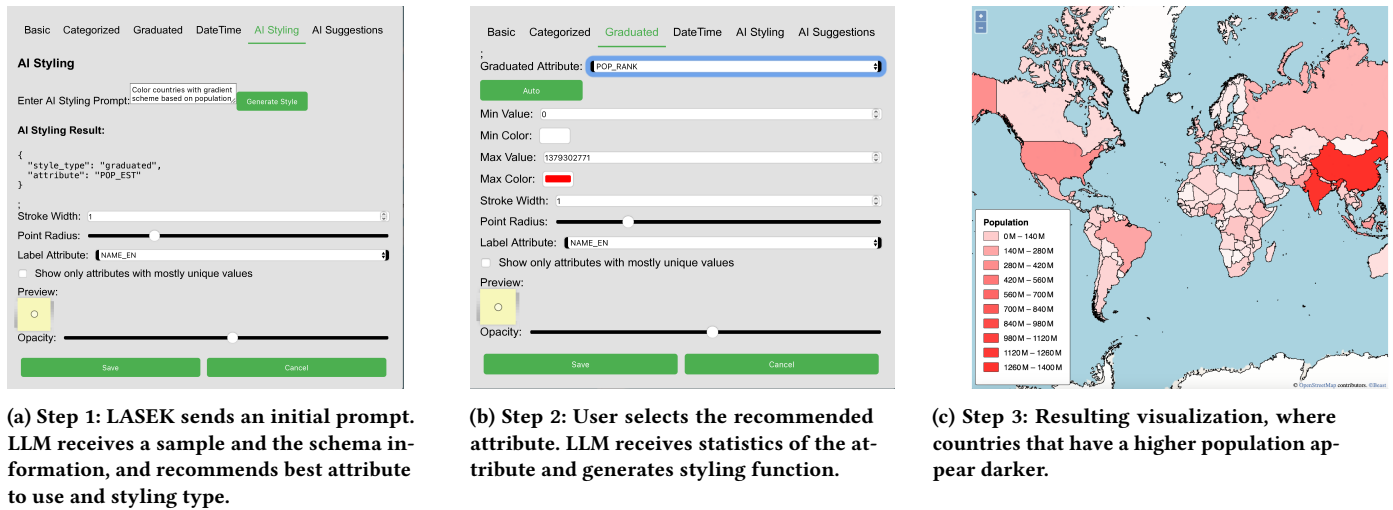 Basic Categorized Graduated DateTime AI Styling AI Suggestions
AI Styling
Enter AI Styling Prompt:
Color countries with gradient
scheme based on population
Generate Style
AI Styling Result:
{
"style_type": "graduated",
"attribute": "POP_EST"
}
;
Stroke Width: 1
Point Radius:
Label Attribute: NAME_EN
Show only attributes with mostly unique values
Preview:
Opacity:
Save Cancel
(a) Step 1: LASEK sends an initial prompt.
LLM receives a sample and the schema in-
formation, and recommends best attribute
to use and styling type.
Basic Categorized Graduated DateTime AI Styling AI Suggestions
;
Graduated Attribute: POP_RANK
Auto
Min Value: 0
Min Color:
Max Value: 1379302771
Max Color:
Stroke Width: 1
Point Radius:
Label Attribute: NAME_EN
Show only attributes with mostly unique values
Preview:
Opacity:
Save Cancel
(b) Step 2: User selects the recommended
attribute. LLM receives statistics of the at-
tribute and generates styling function.
Population
0M – 140M
140M – 280M
280M – 420M
420M – 560M
560M – 700M
700M – 840M
840M – 980M
980M – 1120M
1120M – 1260M
1260M – 1400M
© OpenStreetMap contributors.
(c) Step 3: Resulting visualization, where
countries that have a higher population ap-
pear darker.